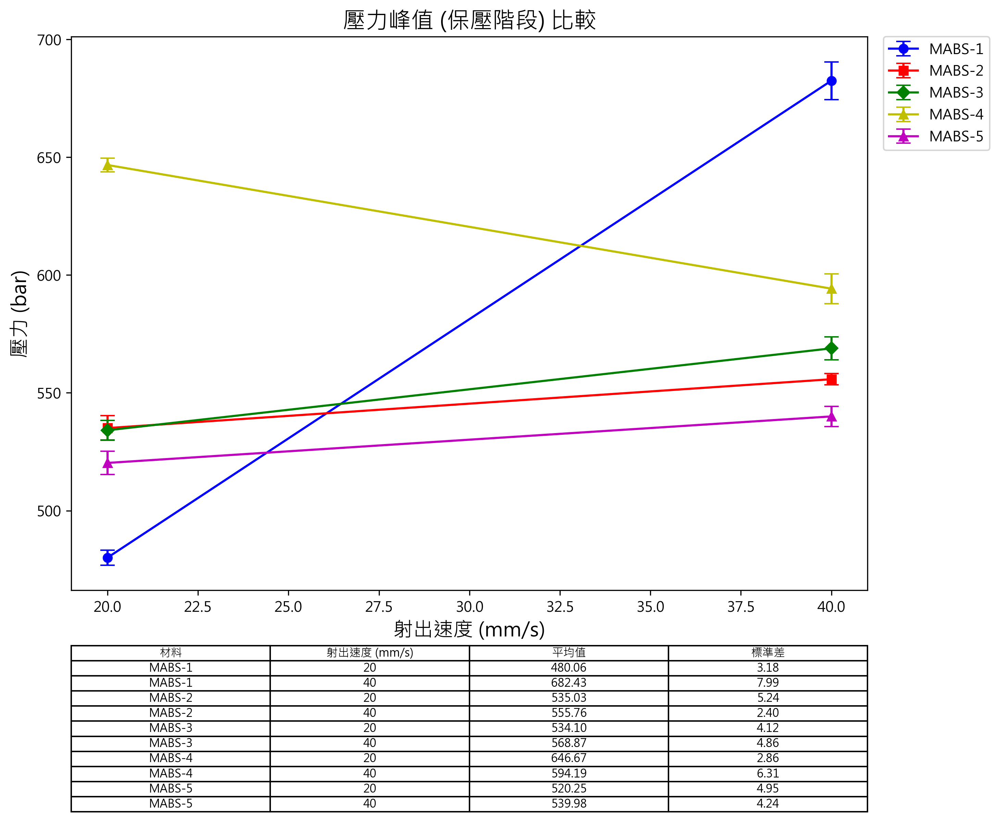 壓力峰值 (保壓階段) 比較
壓力 (bar)
700
650
600
550
500
20.0 22.5 25.0 27.5 30.0 32.5 35.0 37.5 40.0
射出速度 (mm/s)
MABS-1
MABS-2
MABS-3
MABS-4
MABS-5
材料 射出速度 (mm/s) 平均值 標準差
MABS-1 20 480.06 3.18
MABS-1 40 682.43 7.99
MABS-2 20 535.03 5.24
MABS-2 40 555.76 2.40
MABS-3 20 534.10 4.12
MABS-3 40 568.87 4.86
MABS-4 20 646.67 2.86
MABS-4 40 594.19 6.31
MABS-5 20 520.25 4.95
MABS-5 40 539.98 4.24